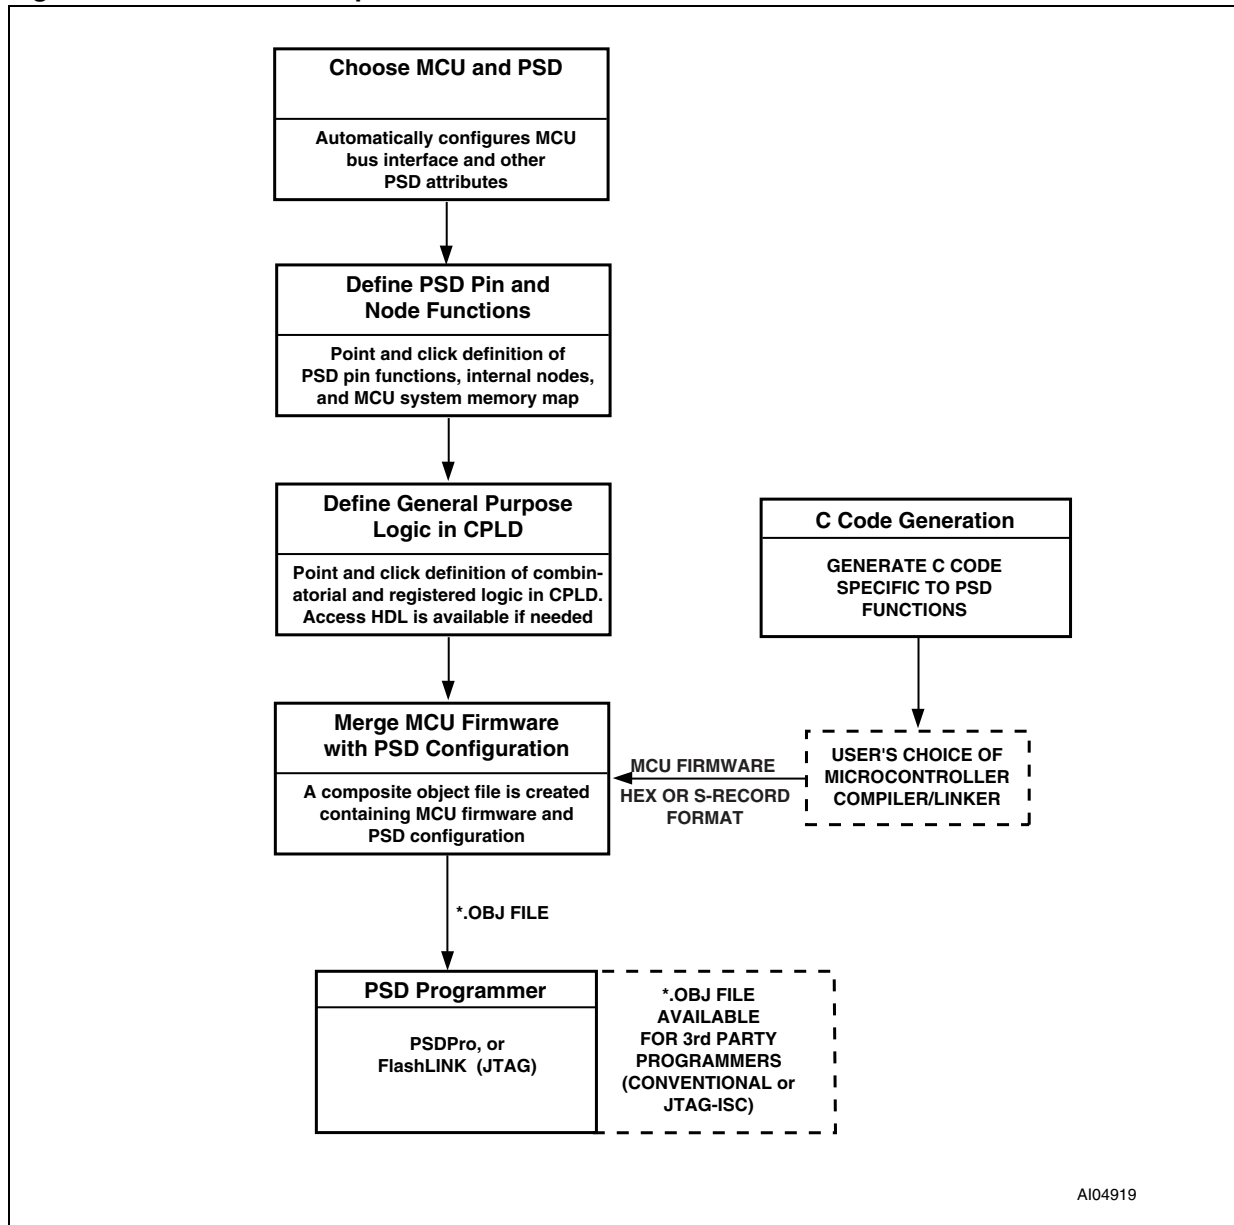 Choose MCU and PSD
Automatically configures MCU
bus interface and other
PSD attributes
Define PSD Pin and
Node Functions
Point and click definition of
PSD pin functions, internal nodes,
and MCU system memory map
Define General Purpose
Logic in CPLD
Point and click definition of combin-
atorial and registered logic in CPLD.
Access HDL is available if needed
C Code Generation
GENERATE C CODE
SPECIFIC TO PSD
FUNCTIONS
Merge MCU Firmware
with PSD Configuration
A composite object file is created
containing MCU firmware and
PSD configuration
MCU FIRMWARE
HEX OR S-RECORD
FORMAT
USER'S CHOICE OF
MICROCONTROLLER
COMPILER/LINKER
*.OBJ FILE
PSD Programmer
PSDPro, or
FlashLINK (JTAG)
*.OBJ FILE
AVAILABLE
FOR 3rd PARTY
PROGRAMMERS
(CONVENTIONAL or
JTAG-ISC)
AI04919